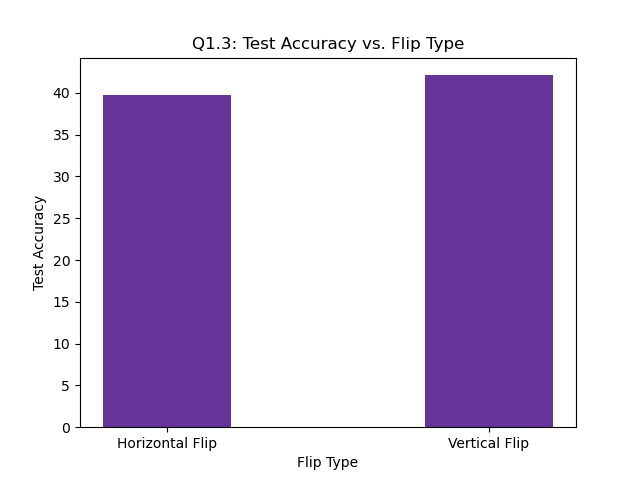 Q1.3: Test Accuracy vs. Flip Type
Test Accuracy
40
35
30
25
20
15
10
5
0
Horizontal Flip
Vertical Flip
Flip Type